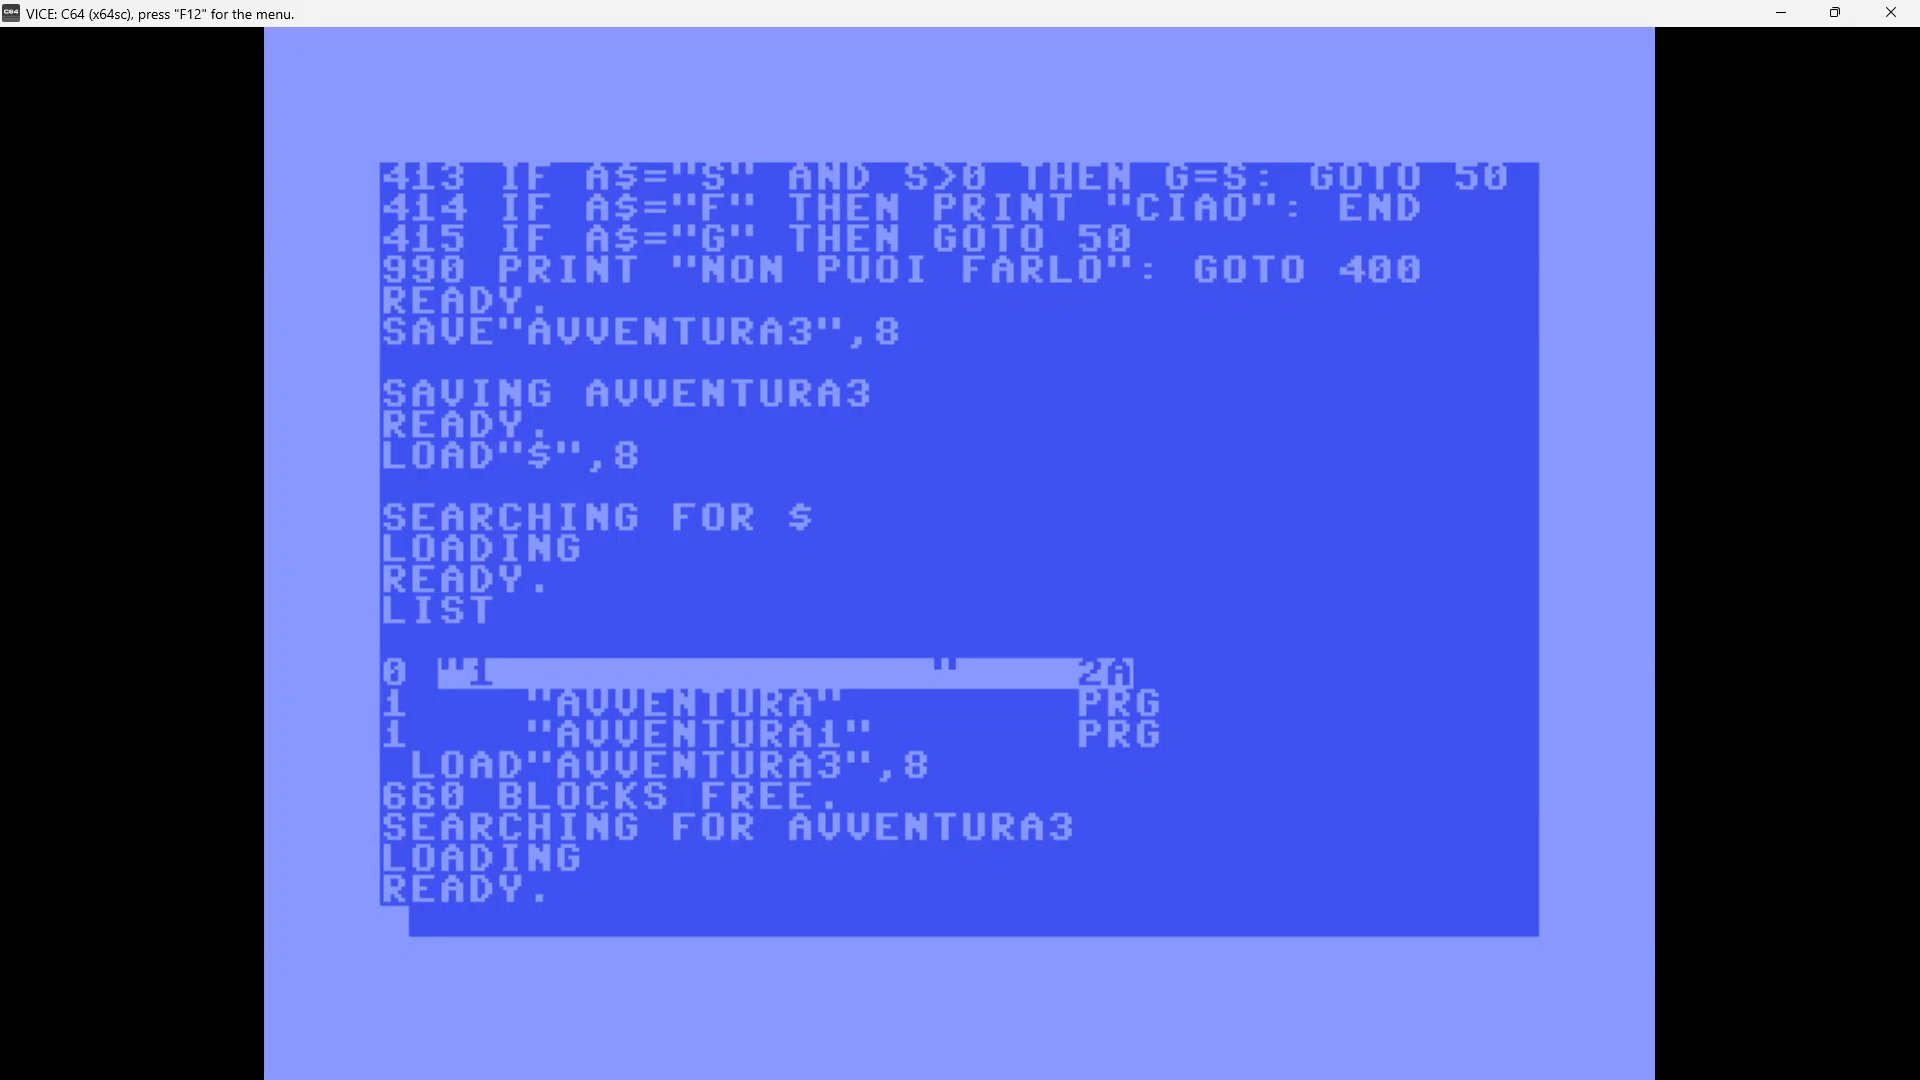 VICE: C64 (x64sc), press "F12" for the menu.
413 IF A$="S" AND S>0 THEN G=S: GOTO 50
414 IF A$="F" THEN PRINT "CIAO": END
415 IF A$="G" THEN GOTO 50
990 PRINT "NON PUOI FARLO": GOTO 400
READY.
SAVE"AVVENTURA3",8
SAVING AVVENTURA3
READY.
LOAD"$",8
SEARCHING FOR $
LOADING
READY.
LIST
0 "1                " 2A
1 "AVVENTURA" PRG
1 "AVVENTURA1" PRG
LOAD"AVVENTURA3",8
660 BLOCKS FREE.
SEARCHING FOR AVVENTURA3
LOADING
READY.